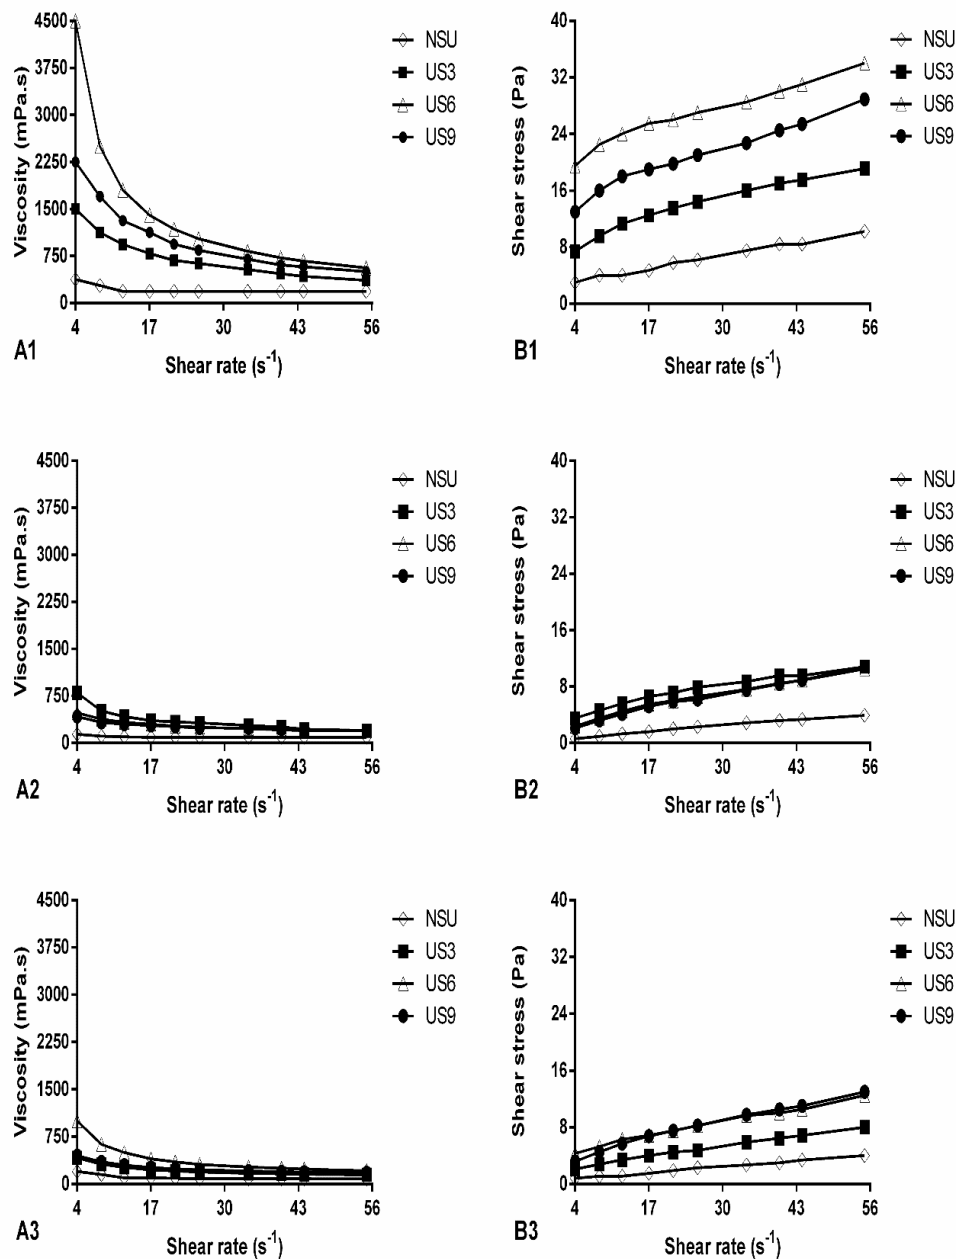 Viscosity (mPa.s)
4500
3750
3000
2250
1500
750
0
4 17 30 43 56
Shear rate (s⁻¹)
A1
NSU
US3
US6
US9
Shear stress (Pa)
40
32
24
16
8
0
4 17 30 43 56
Shear rate (s⁻¹)
B1
NSU
US3
US6
US9
Viscosity (mPa.s)
4500
3750
3000
2250
1500
750
0
4 17 30 43 56
Shear rate (s⁻¹)
A2
NSU
US3
US6
US9
Shear stress (Pa)
40
32
24
16
8
0
4 17 30 43 56
Shear rate (s⁻¹)
B2
NSU
US3
US6
US9
Viscosity (mPa.s)
4500
3750
3000
2250
1500
750
0
4 17 30 43 56
Shear rate (s⁻¹)
A3
NSU
US3
US6
US9
Shear stress (Pa)
40
32
24
16
8
0
4 17 30 43 56
Shear rate (s⁻¹)
B3
NSU
US3
US6
US9